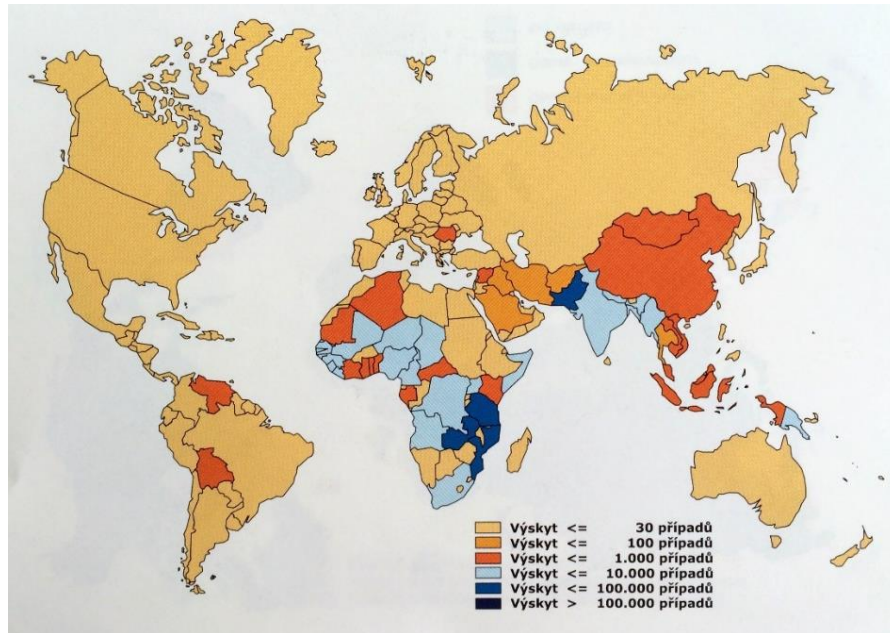 Výskyt <= 30 případů
Výskyt <= 100 případů
Výskyt <= 1.000 případů
Výskyt <= 10.000 případů
Výskyt <= 100.000 případů
Výskyt > 100.000 případů